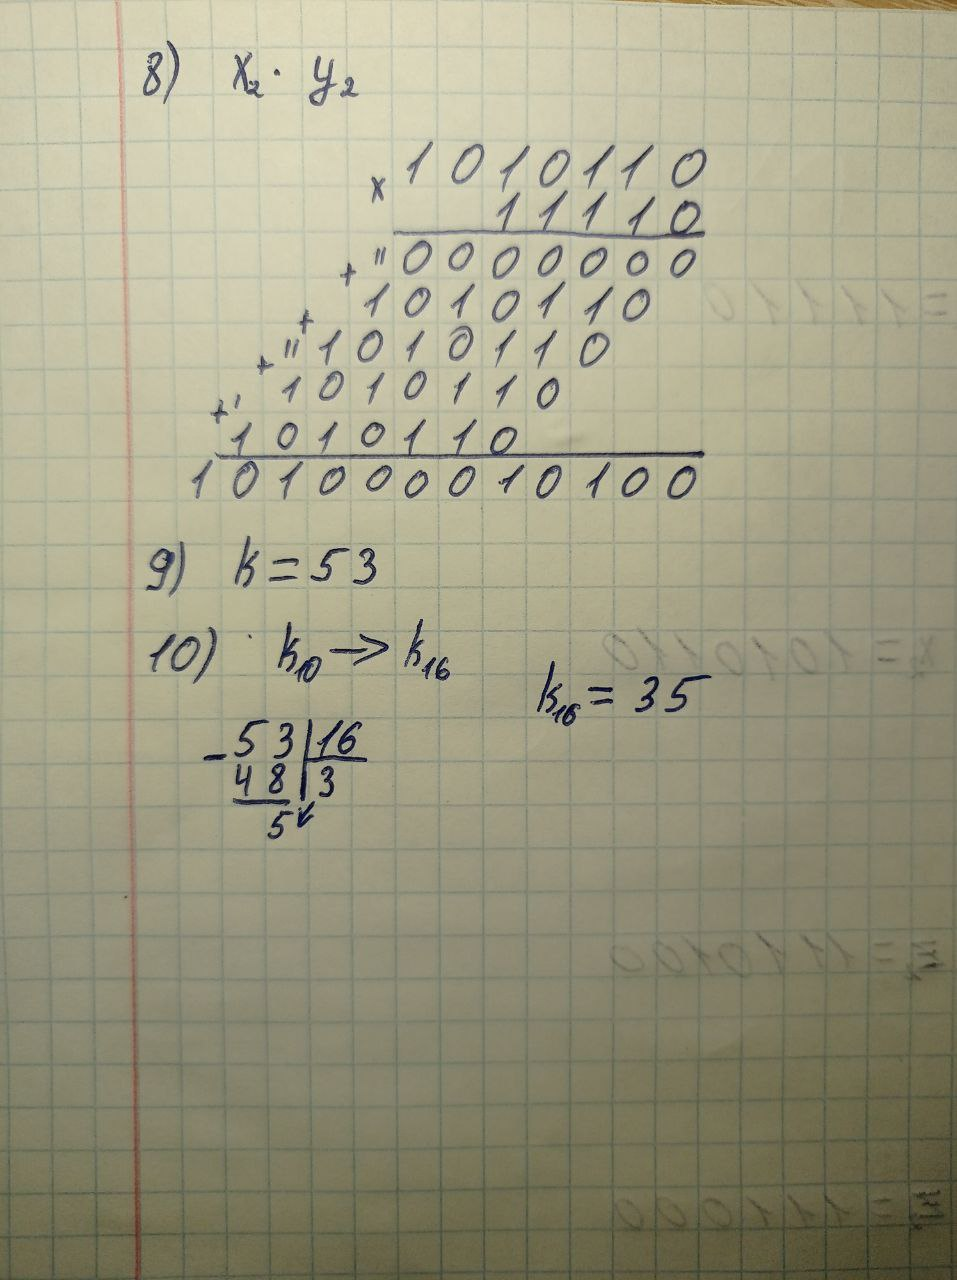 8) x₂ · y₂
x 1010110
11110
+ " 0000000
+ 1010110
+ " 1010110
+ ' 1010110
1010110
101000010100
9) k = 53
10) k₁₀ → k₁₆
k₁₆ = 35
- 53 | 16
48 | 3
5